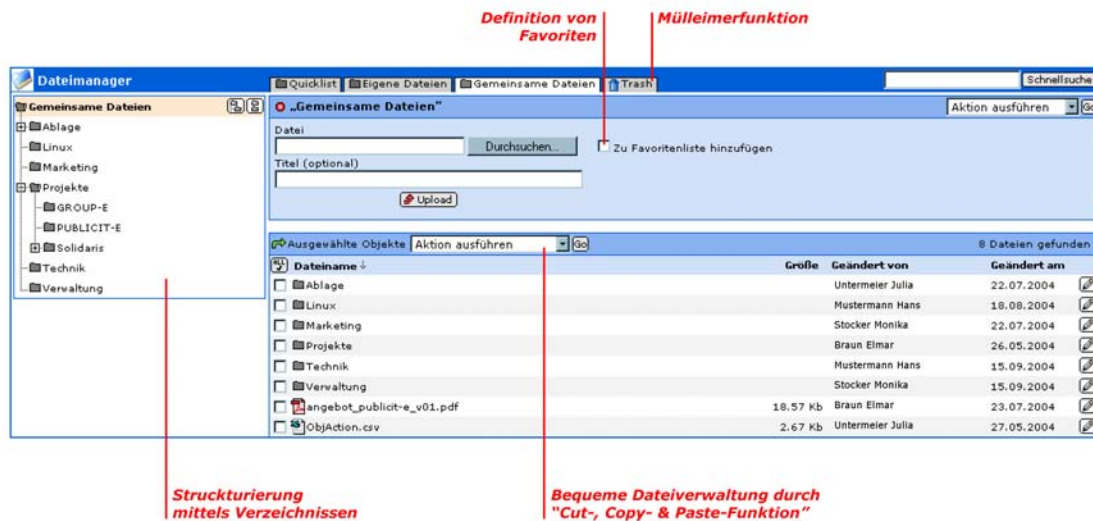 Definition von
Favoriten
Mülleimerfunktion
Dateimanager
Quicklist Eigene Dateien Gemeinsame Dateien Trash
Schnellsuche
Gemeinsame Dateien
Ablage
Linux
Marketing
Projekte
GROUP-E
PUBLICIT-E
Solidaris
Technik
Verwaltung
„Gemeinsame Dateien”
Aktion ausführen Go
Datei
Durchsuchen...
Zu Favoritenliste hinzufügen
Titel (optional)
Upload
Ausgewählte Objekte Aktion ausführen Go 8 Dateien gefunden
ALL Dateiname Größe Geändert von Geändert am
Ablage Untermeier Julia 22.07.2004
Linux Mustermann Hans 18.08.2004
Marketing Stocker Monika 22.07.2004
Projekte Braun Elmar 26.05.2004
Technik Mustermann Hans 15.09.2004
Verwaltung Stocker Monika 15.09.2004
angebot_publicit-e_v01.pdf 18.57 Kb Braun Elmar 23.07.2004
ObjAction.csv 2.67 Kb Untermeier Julia 27.05.2004
Struckturierung
mittels Verzeichnissen
Bequeme Dateiverwaltung durch
“Cut-, Copy- & Paste-Funktion”